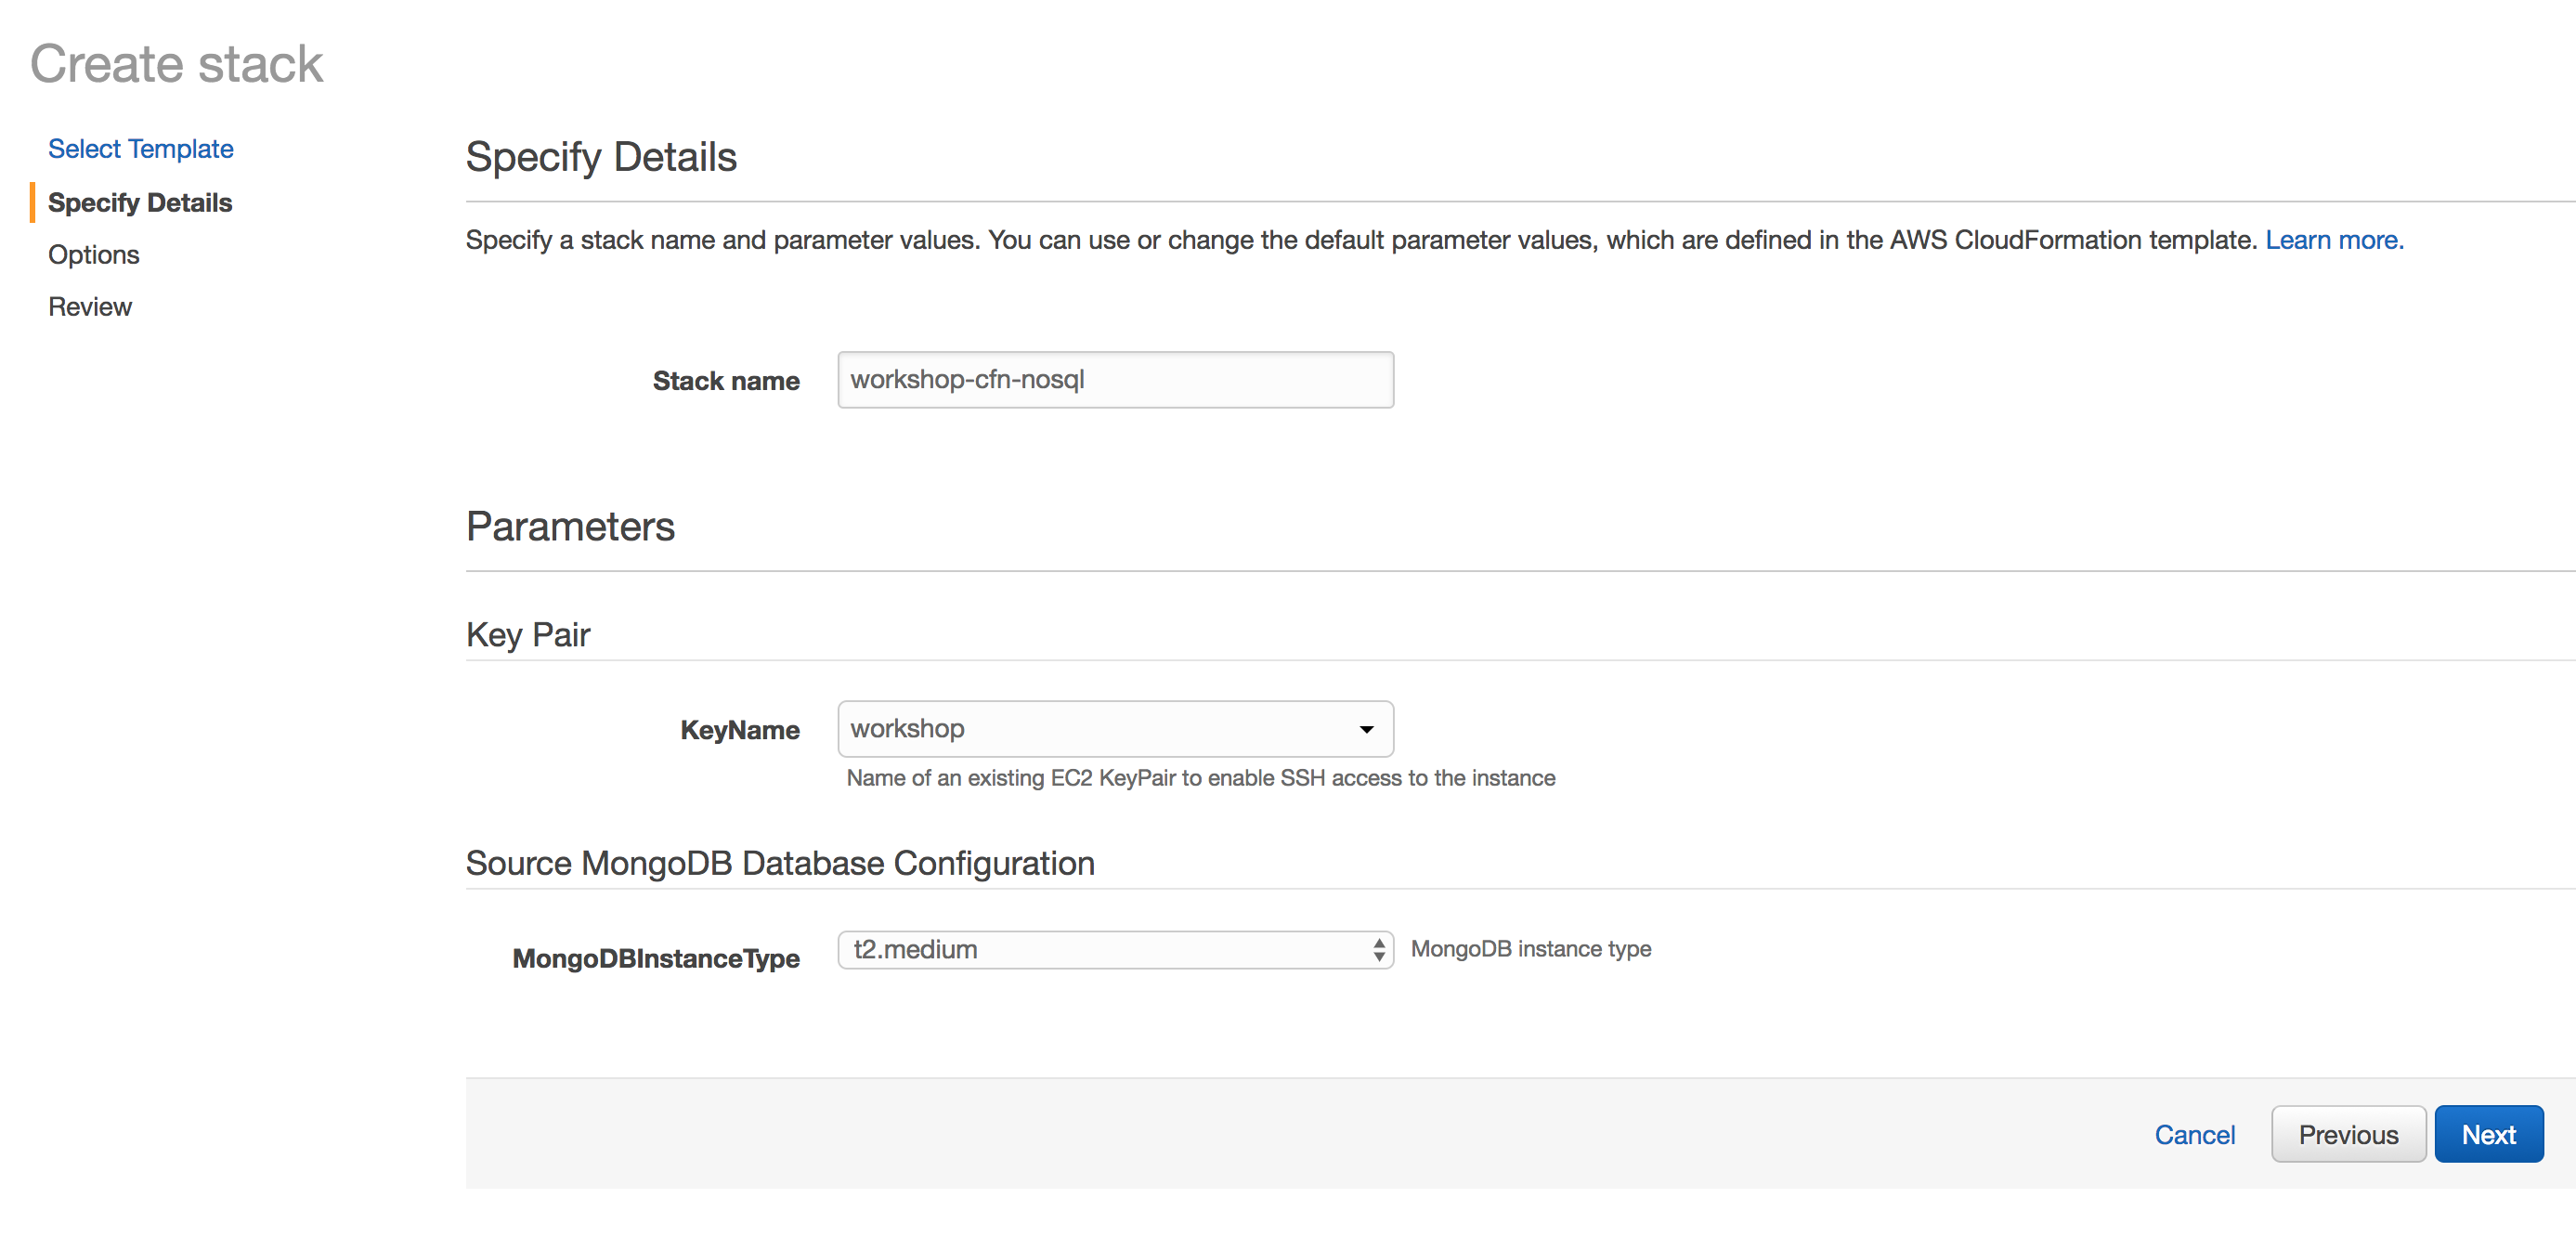 Create stack
Select Template
Specify Details
Options
Review
Specify Details
Specify a stack name and parameter values. You can use or change the default parameter values, which are defined in the AWS CloudFormation template. Learn more.
Stack name workshop-cfn-nosql
Parameters
Key Pair
KeyName workshop
Name of an existing EC2 KeyPair to enable SSH access to the instance
Source MongoDB Database Configuration
MongoDBInstanceType t2.medium MongoDB instance type
Cancel Previous Next